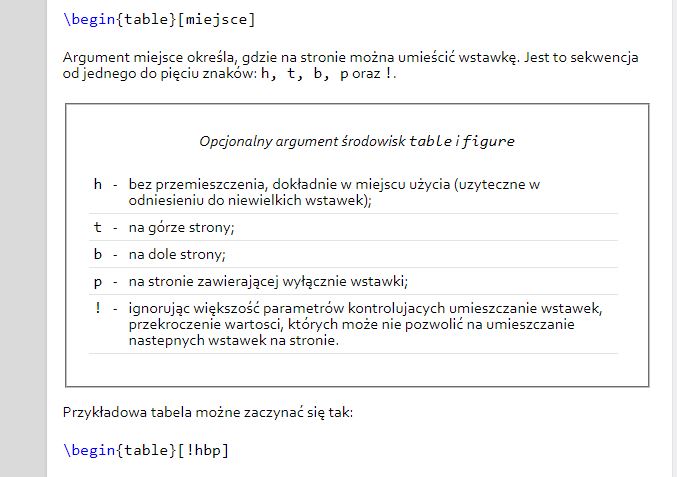 \begin{table}[miejsce]
Argument miejsce określa, gdzie na stronie można umieścić wstawkę. Jest to sekwencja
od jednego do pięciu znaków: h, t, b, p oraz !.
Opcjonalny argument środowisk table i figure
h - bez przemieszczenia, dokładnie w miejscu użycia (uzyteczne w
odniesieniu do niewielkich wstawek);
t - na górze strony;
b - na dole strony;
p - na stronie zawierającej wyłącznie wstawki;
! - ignorując większość parametrów kontrolujacych umieszczanie wstawek,
przekroczenie wartosci, których może nie pozwolić na umieszczanie
nastepnych wstawek na stronie.
Przykładowa tabela możne zaczynać się tak:
\begin{table}[!hbp]